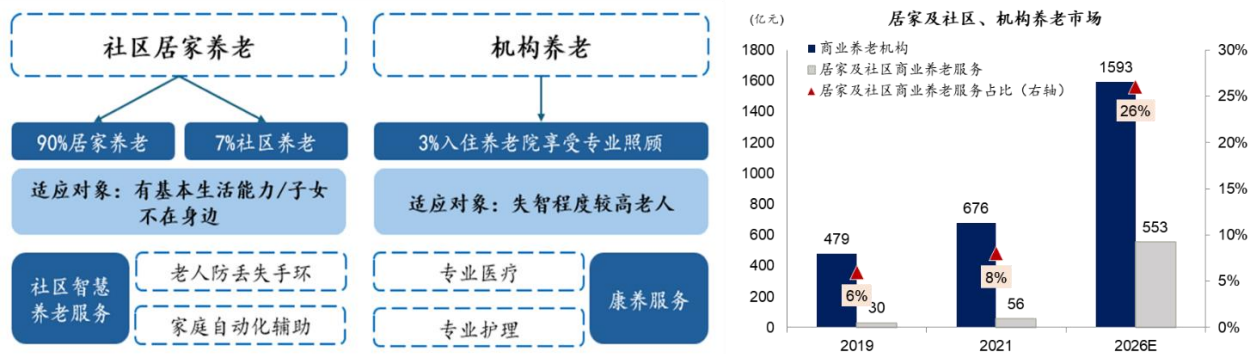 社区居家养老
机构养老
90%居家养老
7%社区养老
3%入住养老院享受专业照顾
适应对象：有基本生活能力/子女
不在身边
适应对象：失智程度较高老人
社区智慧
养老服务
老人防丢失手环
家庭自动化辅助
专业医疗
专业护理
康养服务
居家及社区、机构养老市场
(亿元)
商业养老机构
居家及社区商业养老服务
居家及社区商业养老服务占比（右轴）
1800
1600
1400
1200
1000
800
600
400
200
0
30%
25%
20%
15%
10%
5%
0%
479
6%
30
676
8%
56
1593
26%
553
2019
2021
2026E